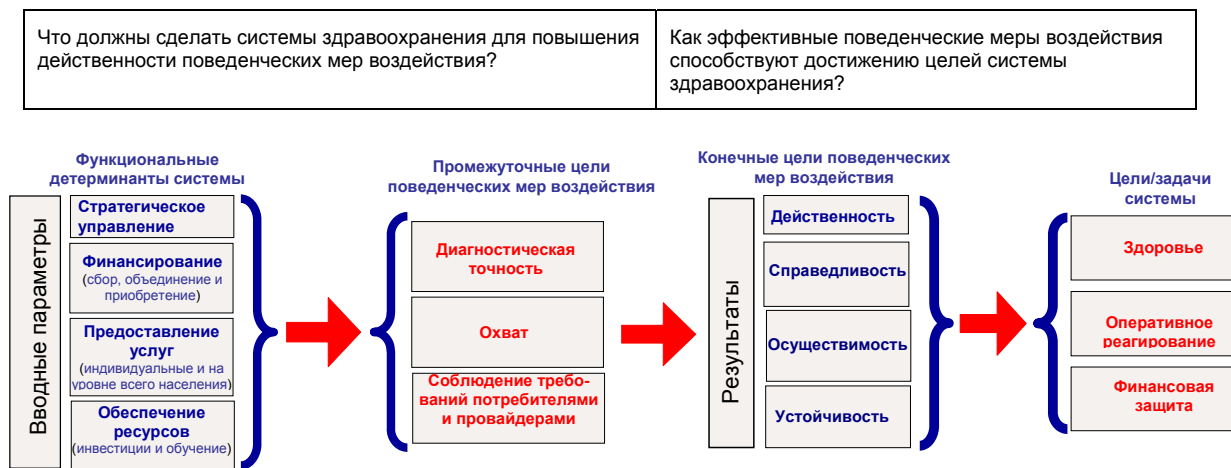 Что должны сделать системы здравоохранения для повышения
действенности поведенческих мер воздействия?
Как эффективные поведенческие меры воздействия
способствуют достижению целей системы
здравоохранения?
Функциональные
детерминанты системы
Вводные параметры
Стратегическое
управление
Финансирование
(сбор, объединение и
приобретение)
Предоставление
услуг
(индивидуальные и на
уровне всего населения)
Обеспечение
ресурсов
(инвестиции и обучение)
Промежуточные цели
поведенческих мер воздействия
Диагностическая
точность
Охват
Соблюдение требо-
ваний потребителями
и провайдерами
Конечные цели поведенческих
мер воздействия
Результаты
Действенность
Справедливость
Осуществимость
Устойчивость
Цели/задачи
системы
Здоровье
Оперативное
реагирование
Финансовая
защита